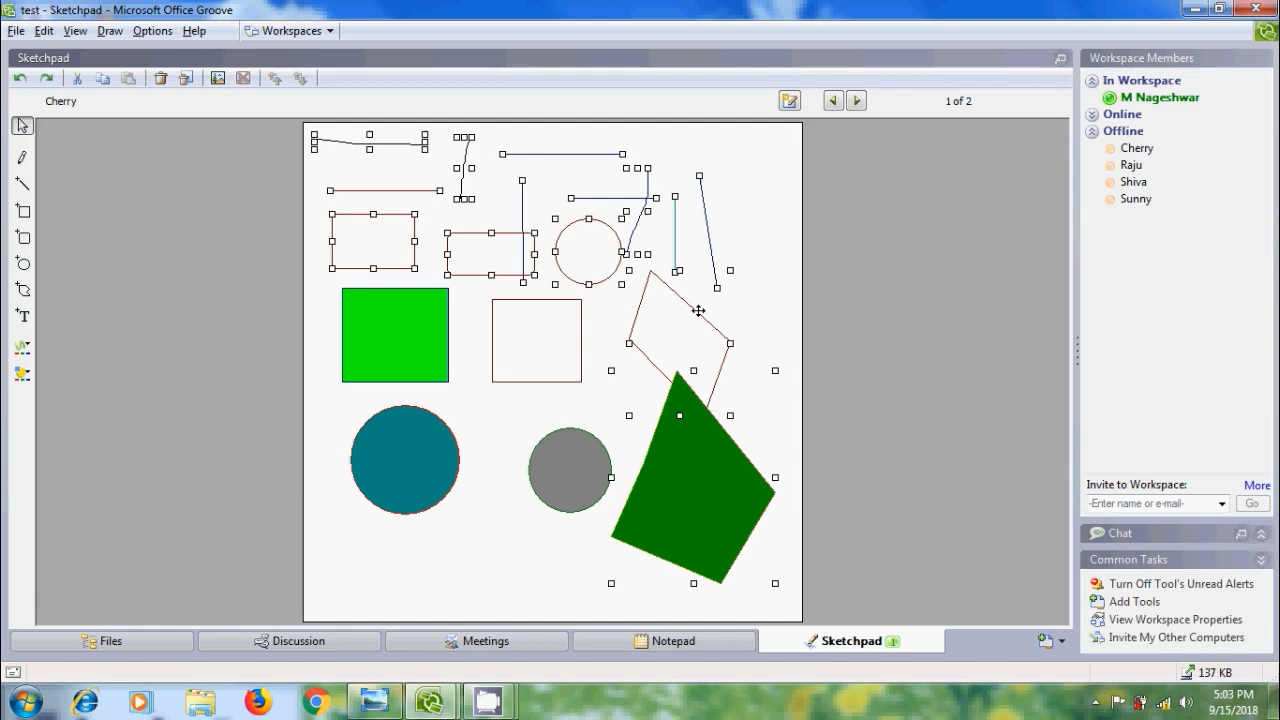 test - Sketchpad - Microsoft Office Groove
File Edit View Draw Options Help Workspaces
Sketchpad
Workspace Members
In Workspace
M Nageshwar
Online
Offline
Cherry
Raju
Shiva
Sunny
Cherry
1 of 2
T
Invite to Workspace: More
-Enter name or e-mail- Go
Chat
Common Tasks
Turn Off Tool's Unread Alerts
Add Tools
View Workspace Properties
Invite My Other Computers
Files Discussion Meetings Notepad Sketchpad
137 KB
5:03 PM
9/15/2018